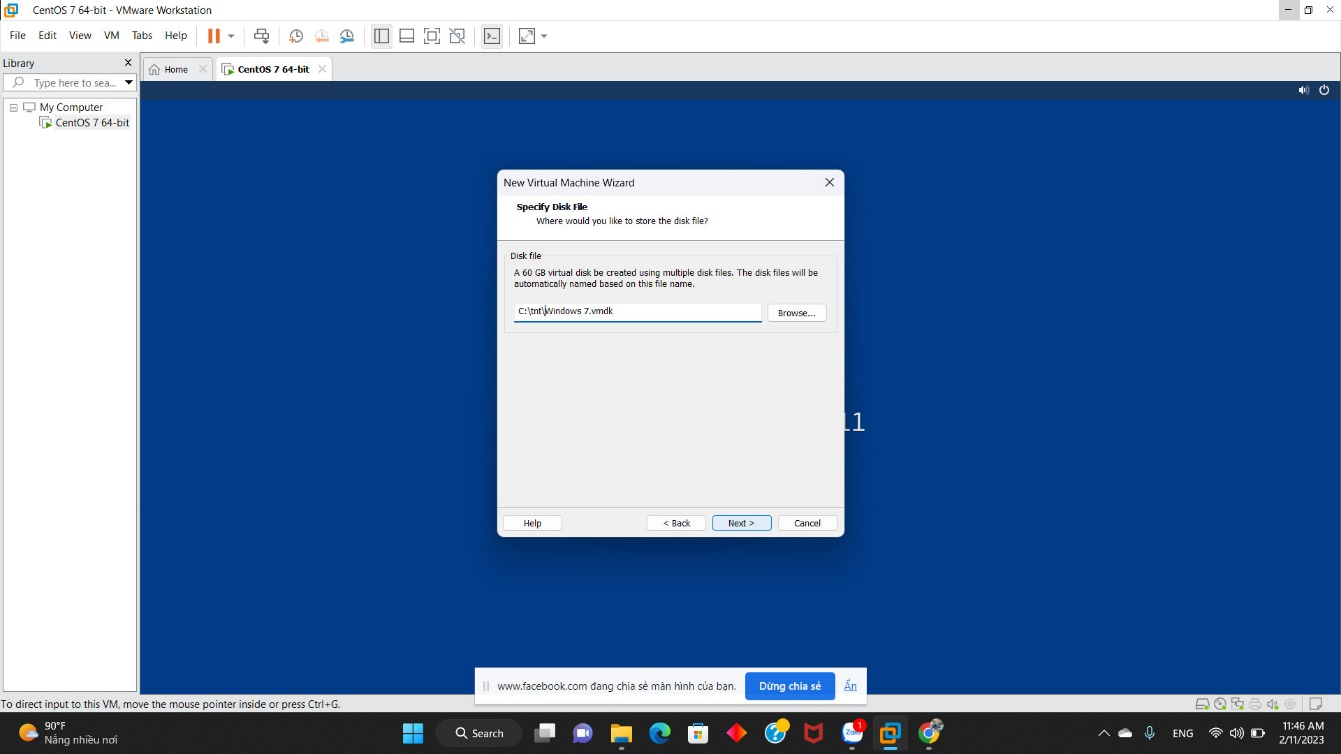 CentOS 7 64-bit - VMware Workstation
File Edit View VM Tabs Help
Library
Home
CentOS 7 64-bit
Type here to sea...
My Computer
CentOS 7 64-bit
New Virtual Machine Wizard
Specify Disk File
Where would you like to store the disk file?
Disk file
A 60 GB virtual disk be created using multiple disk files. The disk files will be
automatically named based on this file name.
C:\tnt\Windows 7.vmdk
Browse...
11
Help
< Back
Next >
Cancel
www.facebook.com đang chia sẻ màn hình của bạn.
Dừng chia sẻ
Ẩn
To direct input to this VM, move the mouse pointer inside or press Ctrl+G.
90°F
Nắng nhiều nơi
Search
Zalo
1
ENG
11:46 AM
2/11/2023